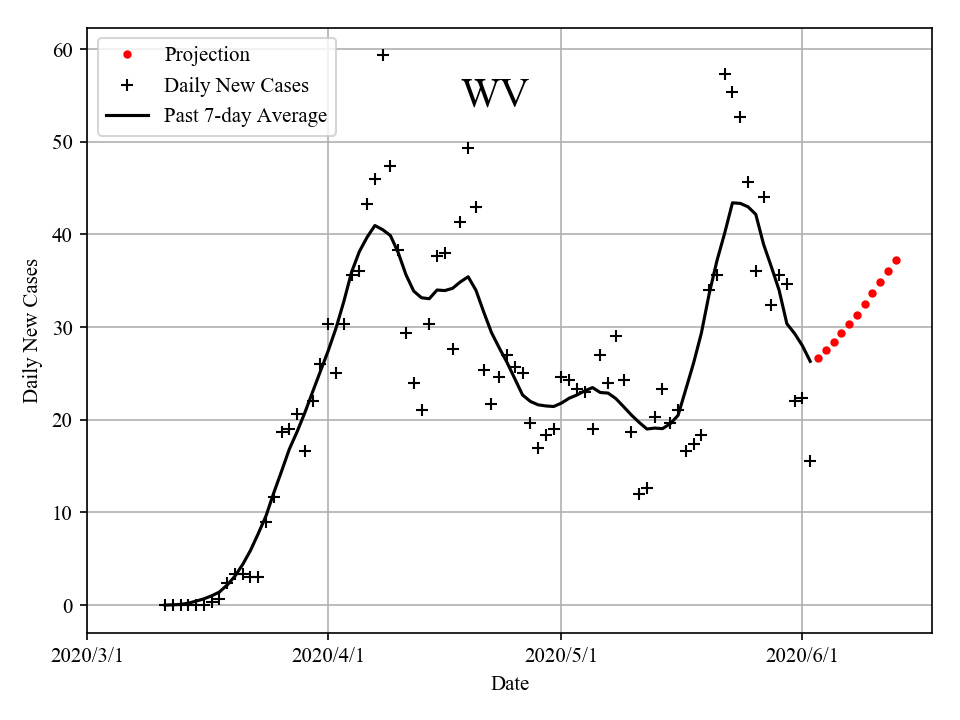 60
50
40
30
20
10
0
Daily New Cases
Projection
Daily New Cases
Past 7-day Average
WV
2020/3/1
2020/4/1
2020/5/1
2020/6/1
Date